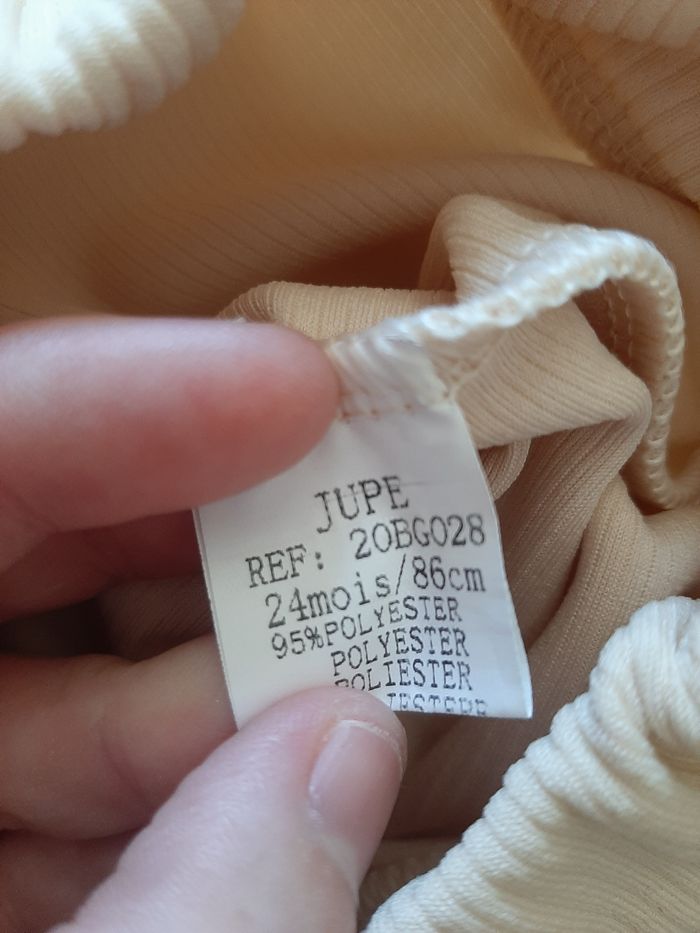 JUPE
REF: 20BG028
24mois/86cm
95%POLYESTER
POLYESTER
POLIESTER